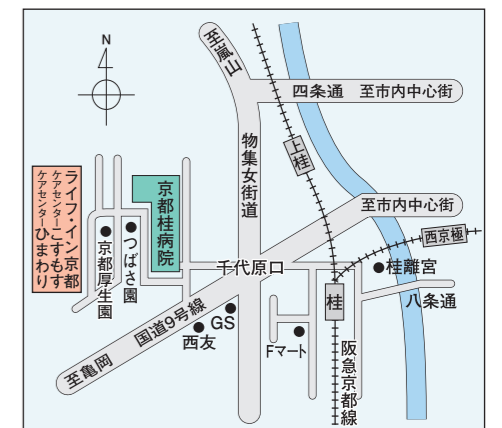 N
至嵐山
四条通　至市内中心街
上桂
物集女街道
京都桂病院
ライフ・イン京都
ケアセンターこすもす
ケアセンターひまわり
つばさ園
京都厚生園
至市内中心街
西京極
千代原口
桂離宮
桂
八条通
国道9号線
GS
西友
Fマート
至亀岡
阪急京都線